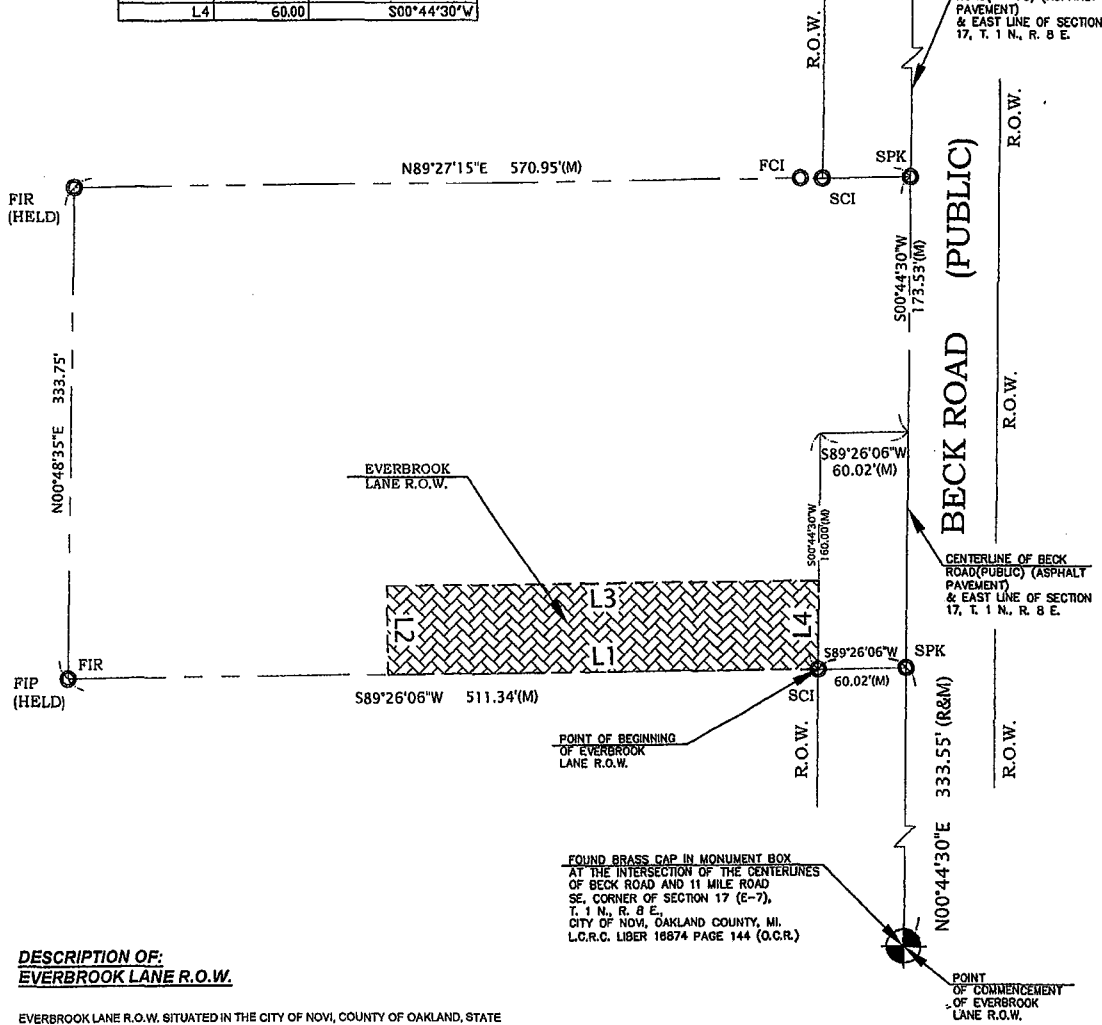 L4 60.00 S00°44'30"W
PAVEMENT)
& EAST LINE OF SECTION
17, T. 1 N., R. 8 E.
R.O.W.
R.O.W.
N89°27'15"E 570.95'(M)
FCI
SPK
SCI
FIR
(HELD)
S00°44'30"W
173.53'(M)
BECK ROAD (PUBLIC)
R.O.W.
N00°48'35"E 333.75'
S89°26'06"W
60.02'(M)
EVERBROOK
LANE R.O.W.
S00°44'30"W
160.00'(M)
CENTERLINE OF BECK
ROAD(PUBLIC) (ASPHALT
PAVEMENT)
& EAST LINE OF SECTION
17, T. 1 N., R. 8 E.
L3
L2
L4
L1
S89°26'06"W
60.02'(M)
SPK
FIR
FIP
(HELD)
S89°26'06"W 511.34'(M)
SCI
POINT OF BEGINNING
OF EVERBROOK
LANE R.O.W.
R.O.W.
R.O.W.
N00°44'30"E 333.55' (R&M)
FOUND BRASS CAP IN MONUMENT BOX
AT THE INTERSECTION OF THE CENTERLINES
OF BECK ROAD AND 11 MILE ROAD
SE. CORNER OF SECTION 17 (E-7),
T. 1 N., R. 8 E.,
CITY OF NOVI, OAKLAND COUNTY, MI.
L.C.R.C. LIBER 16874 PAGE 144 (O.C.R.)
POINT
OF COMMENCEMENT
OF EVERBROOK
LANE R.O.W.
DESCRIPTION OF:
EVERBROOK LANE R.O.W.
EVERBROOK LANE R.O.W. SITUATED IN THE CITY OF NOVI, COUNTY OF OAKLAND, STATE